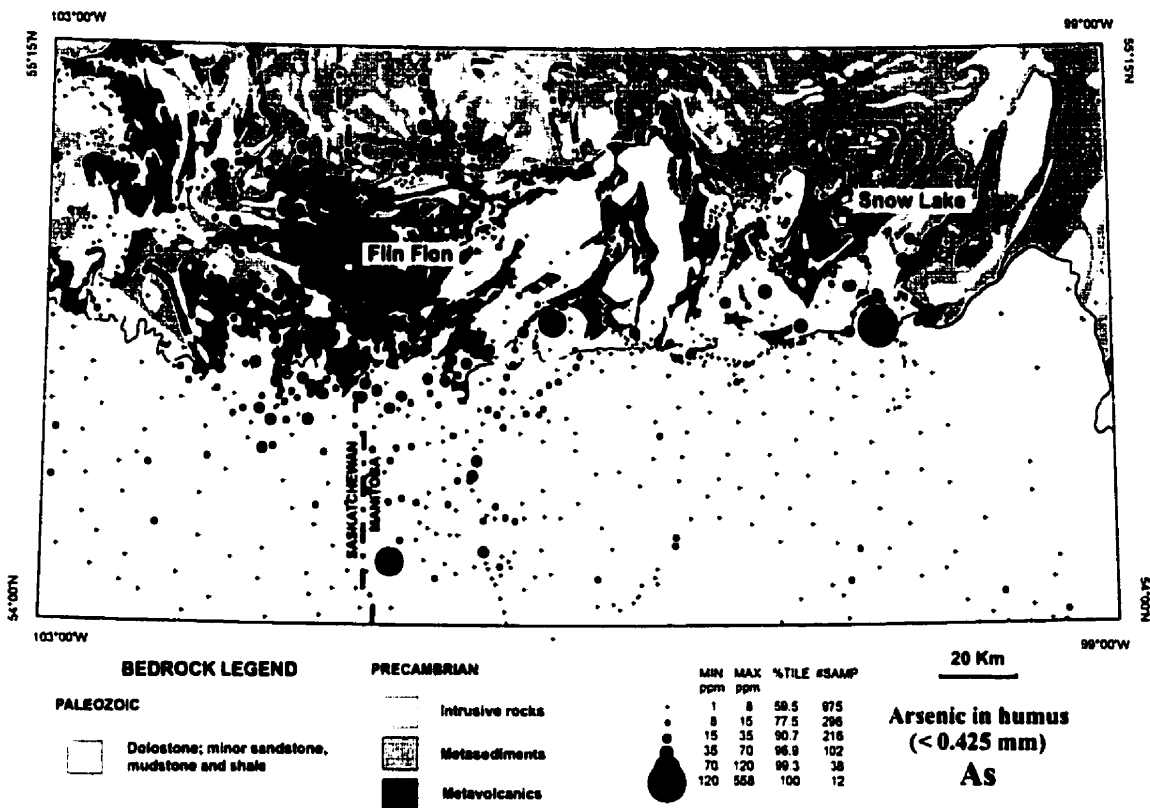 103°00'W
99°00'W
55°15'N
55°15'N
Snow Lake
Flin Flon
SASKATCHEWAN
MANITOBA
54°00'N
54°00'N
103°00'W
99°00'W
BEDROCK LEGEND
PALEOZOIC
Dolostone; minor sandstone,
mudstone and shale
PRECAMBRIAN
Intrusive rocks
Metasediments
Metavolcanics
MIN MAX %TILE #SAMP
ppm ppm
1 8 59.5 975
8 15 77.5 296
15 35 90.7 216
35 70 96.9 102
70 120 99.3 38
120 558 100 12
20 Km
Arsenic in humus
(< 0.425 mm)
As